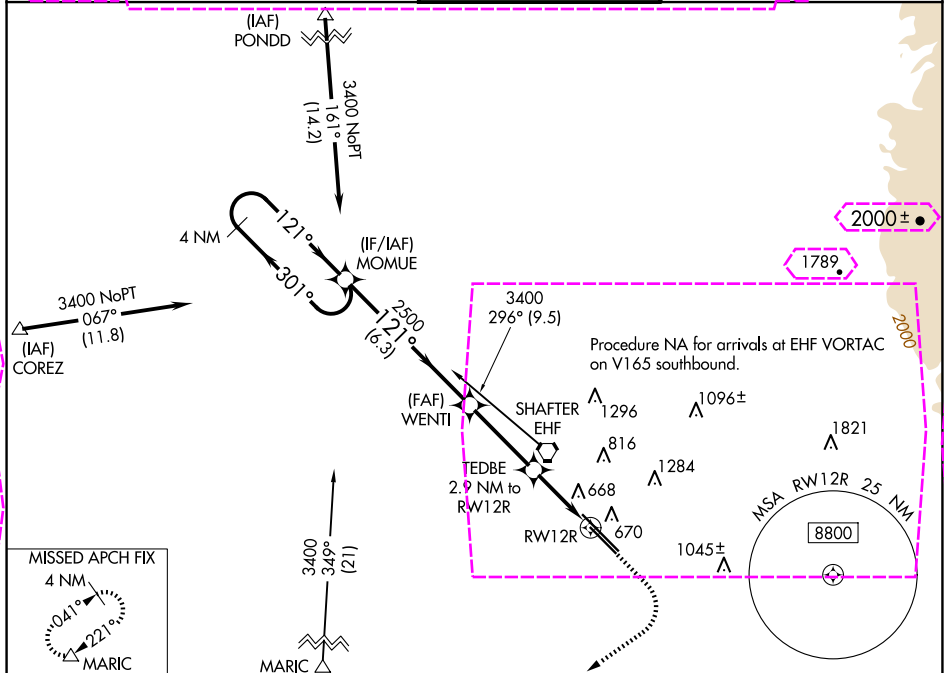 (IAF)
PONDD
3400 NoPT
161°
(14.2)
4 NM
121°
301°
(IF/IAF)
MOMUE
2000 ±
1789
2000
3400 NoPT
067°
(11.8)
(IAF)
COREZ
2500
121°
(6.3)
3400
296° (9.5)
Procedure NA for arrivals at EHF VORTAC
on V165 southbound.
(FAF)
WENTI
SHAFTER
EHF
1296
1096±
816
1821
1284
TEDBE
2.9 NM to
RW12R
668
670
RW12R
1045±
MSA RW12R 25 NM
8800
3400
349°
(21)
MARIC
MISSED APCH FIX
4 NM
041°
221°
MARIC